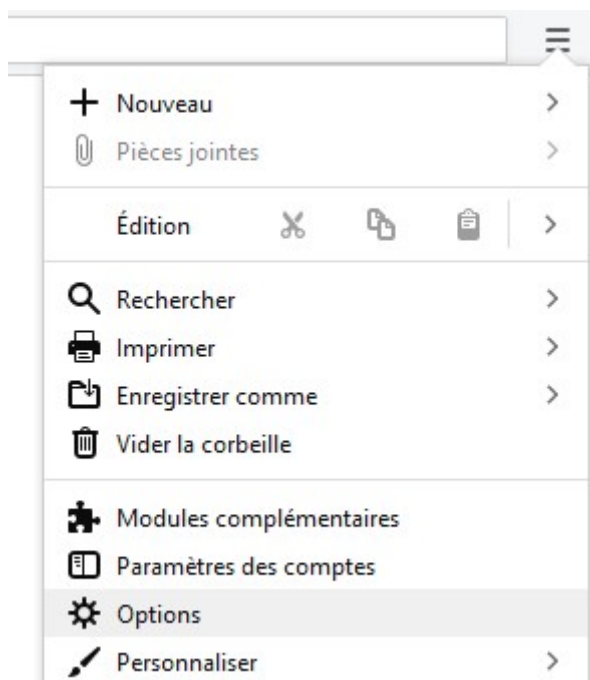 Nouveau
Pièces jointes
Édition
Rechercher
Imprimer
Enregistrer comme
Vider la corbeille
Modules complémentaires
Paramètres des comptes
Options
Personnaliser